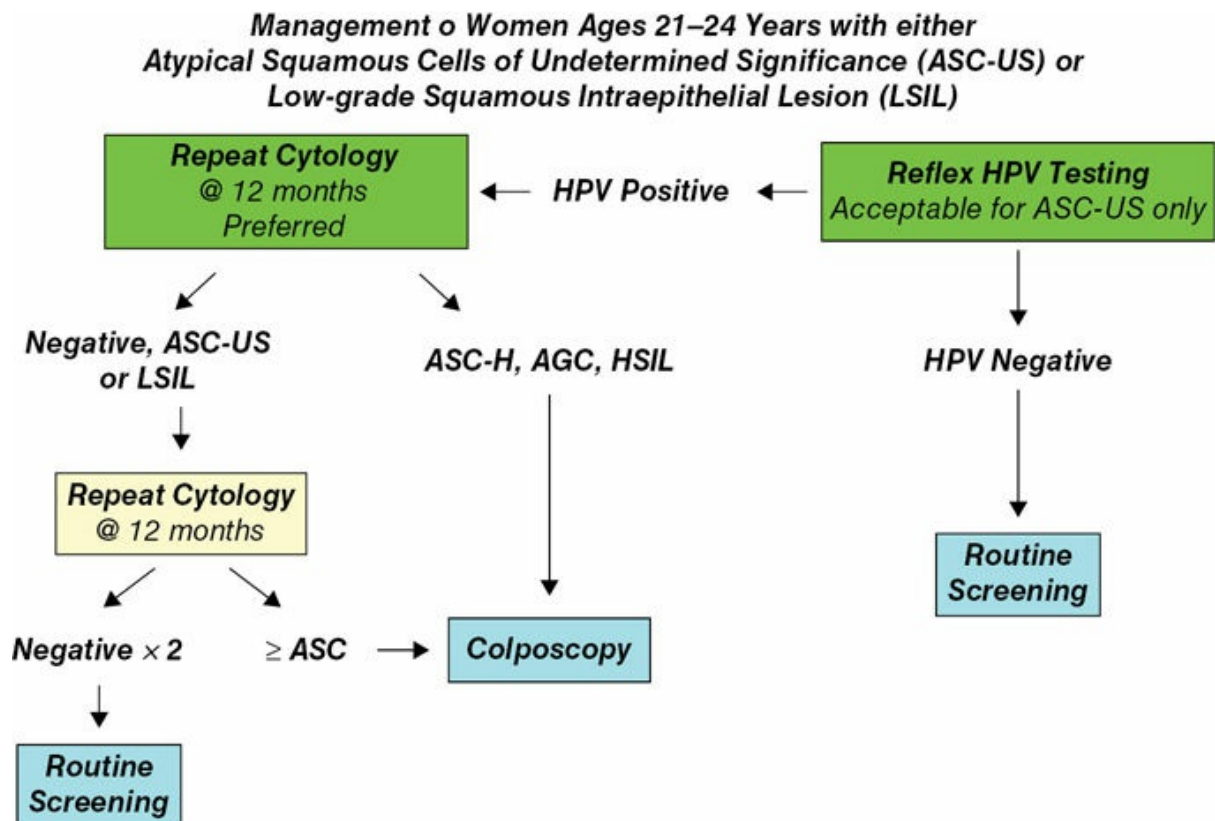 Management o Women Ages 21–24 Years with either
Atypical Squamous Cells of Undetermined Significance (ASC-US) or
Low-grade Squamous Intraepithelial Lesion (LSIL)
Repeat Cytology
@ 12 months
Preferred
HPV Positive
Reflex HPV Testing
Acceptable for ASC-US only
Negative, ASC-US
or LSIL
ASC-H, AGC, HSIL
HPV Negative
Repeat Cytology
@ 12 months
Routine
Screening
Negative × 2
≥ ASC
Colposcopy
Routine
Screening